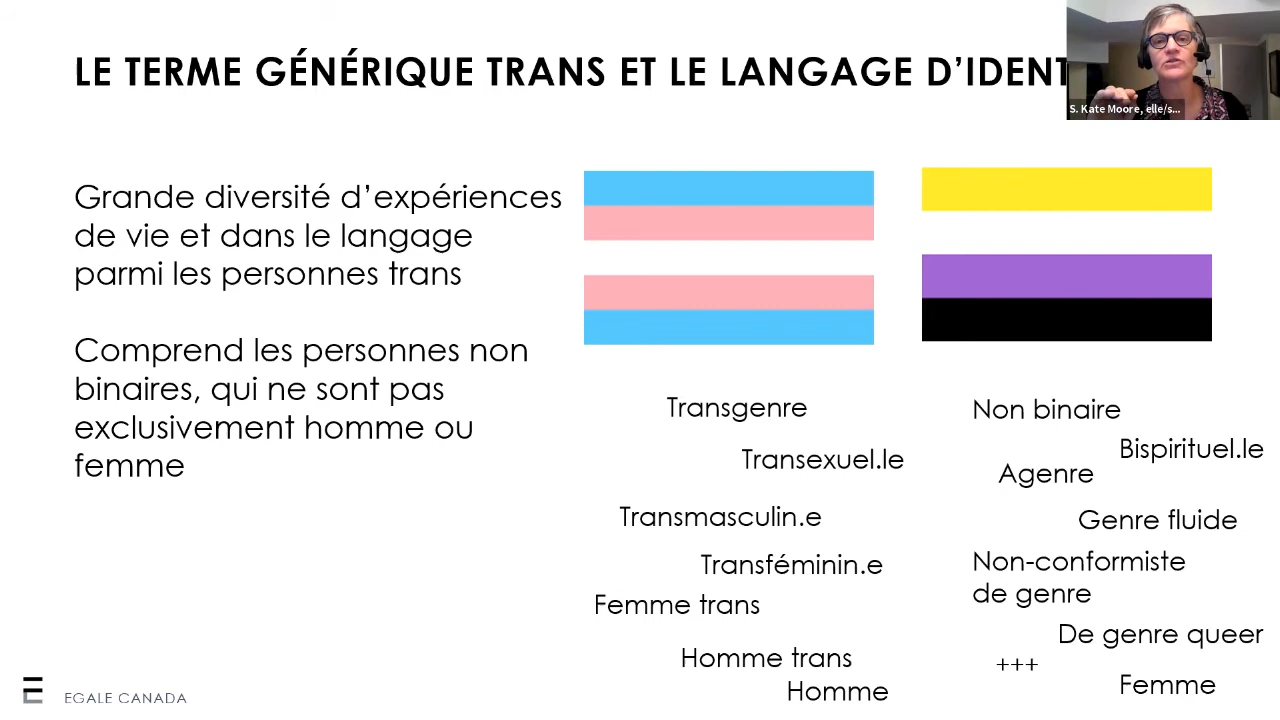 LE TERME GÉNÉRIQUE TRANS ET LE LANGAGE D’IDENT
S. Kate Moore, elle/s...
Grande diversité d’expériences
de vie et dans le langage
parmi les personnes trans
Comprend les personnes non
binaires, qui ne sont pas
exclusivement homme ou
femme
Transgenre
Transexuel.le
Transmasculin.e
Transféminin.e
Femme trans
Homme trans
Homme
Non binaire
Bispirituel.le
Agenre
Genre fluide
Non-conformiste
de genre
De genre queer
+++
Femme
EGALE CANADA